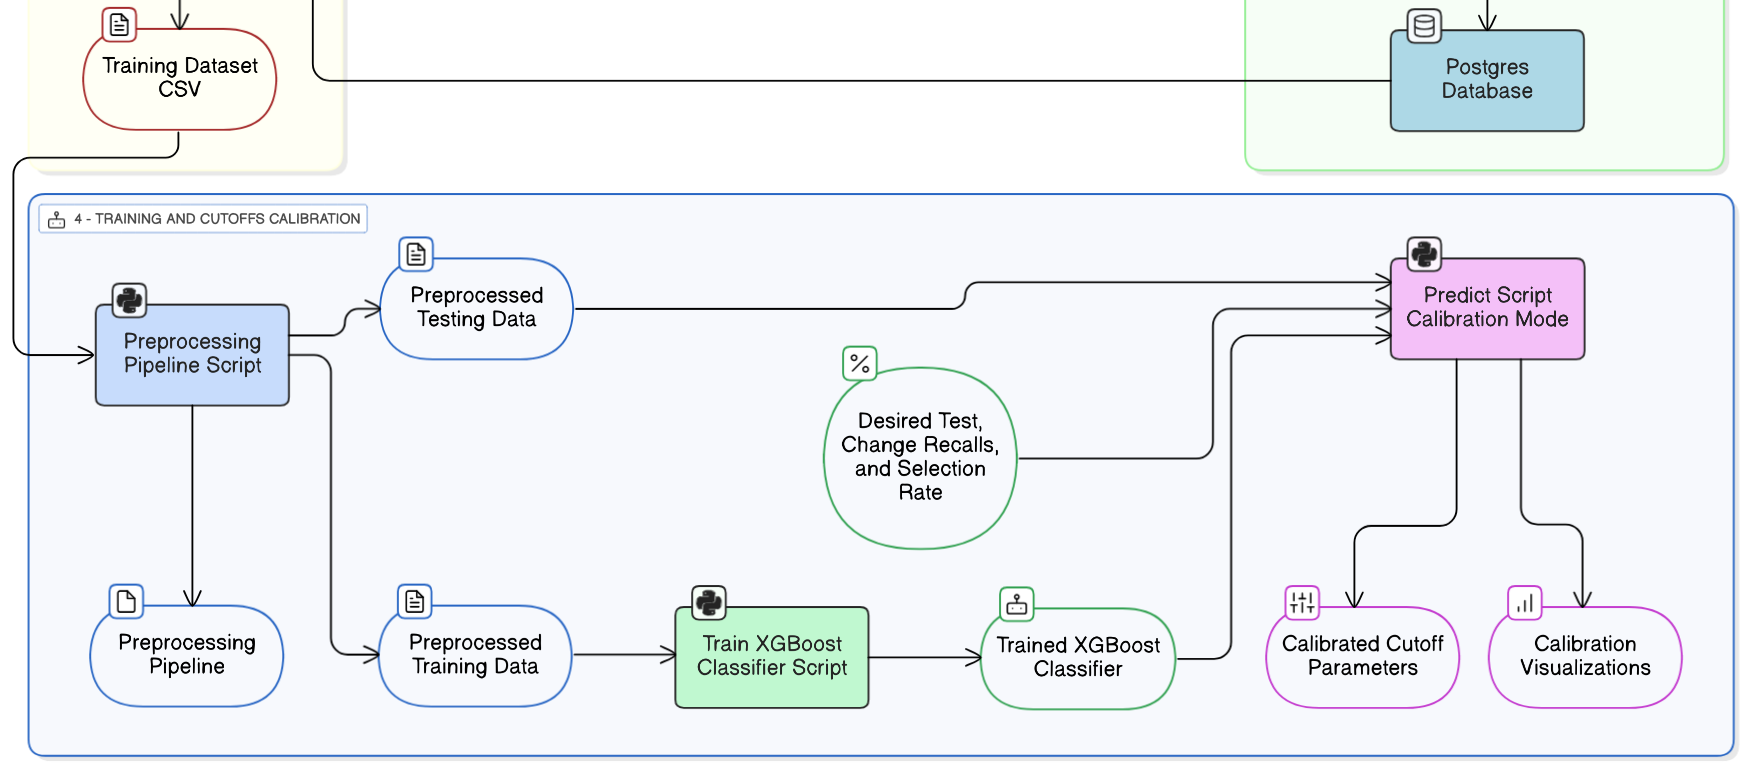 Training Dataset
CSV
Postgres
Database
4 - TRAINING AND CUTOFFS CALIBRATION
Preprocessing
Pipeline Script
Preprocessed
Testing Data
Predict Script
Calibration Mode
%
Desired Test,
Change Recalls,
and Selection
Rate
Preprocessing
Pipeline
Preprocessed
Training Data
Train XGBoost
Classifier Script
Trained XGBoost
Classifier
Calibrated Cutoff
Parameters
Calibration
Visualizations